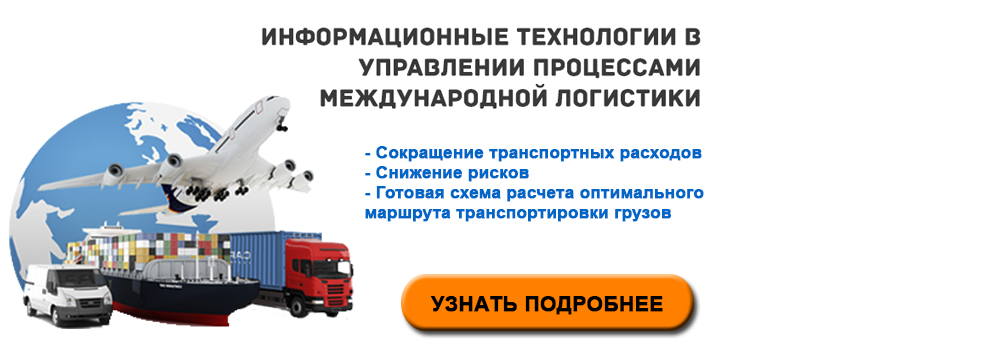 ИНФОРМАЦИОННЫЕ ТЕХНОЛОГИИ В
УПРАВЛЕНИИ ПРОЦЕССАМИ
МЕЖДУНАРОДНОЙ ЛОГИСТИКИ
- Сокращение транспортных расходов
- Снижение рисков
- Готовая схема расчета оптимального
маршрута транспортировки грузов
УЗНАТЬ ПОДРОБНЕЕ